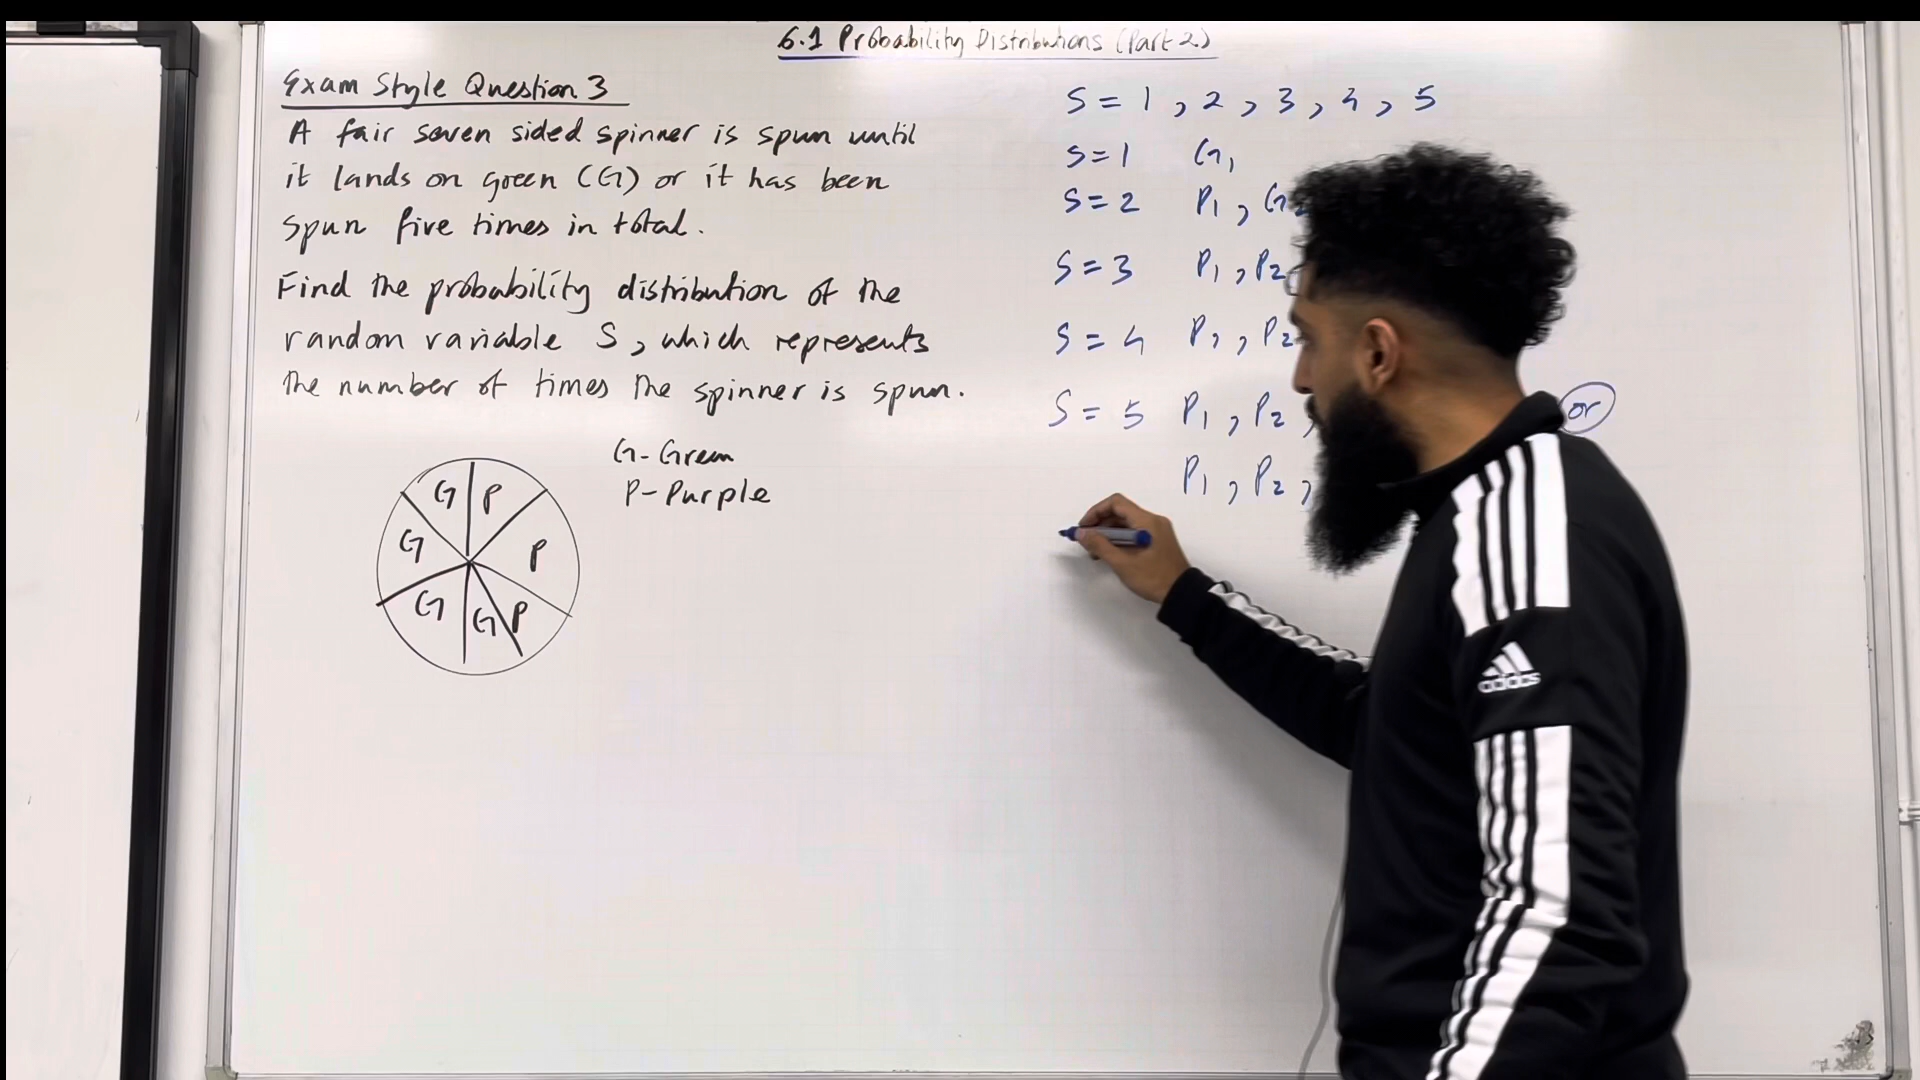 6.1 Probability Distributions (Part 2)
Exam Style Question 3
A fair seven sided spinner is spun until
it lands on green (G) or it has been
spun five times in total.
Find the probability distribution of the
random variable S, which represents
the number of times the spinner is spun.
G - Green
P - Purple
G P
G P
G G P
S = 1, 2, 3, 4, 5
S = 1 G1
S = 2 P1, G2
S = 3 P1, P2
S = 4 P1, P2
S = 5 P1, P2, or
P1, P2,
adidas